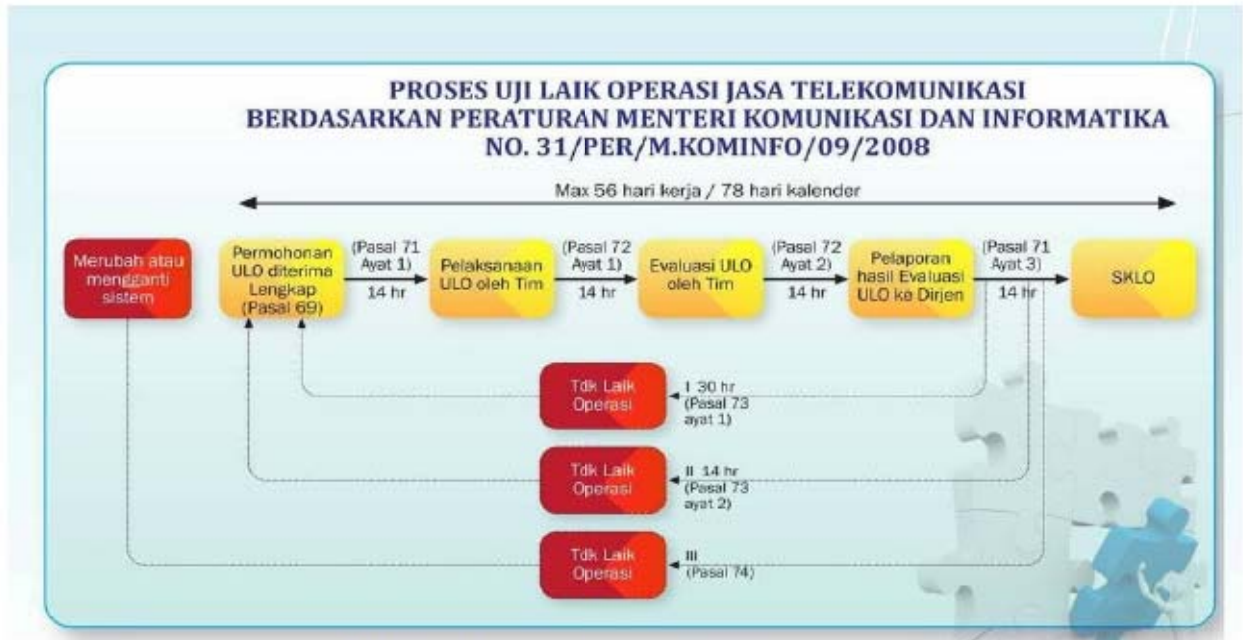 PROSES UJI LAIK OPERASI JASA TELEKOMUNIKASI
BERDASARKAN PERATURAN MENTERI KOMUNIKASI DAN INFORMATIKA
NO. 31/PER/M.KOMINFO/09/2008
Max 56 hari kerja / 78 hari kalender
Merubah atau
mengganti
sistem
Permohonan
ULO diterima
Lengkap
(Pasal 69)
(Pasal 71
Ayat 1)
14 hr
Pelaksanaan
ULO oleh Tim
(Pasal 72
Ayat 1)
14 hr
Evaluasi ULO
oleh Tim
(Pasal 72
Ayat 2)
14 hr
Pelaporan
hasil Evaluasi
ULO ke Dirjen
(Pasal 71
Ayat 3)
14 hr
SKLO
Tdk Laik
Operasi
I 30 hr
(Pasal 73
ayat 1)
Tdk Laik
Operasi
II 14 hr
(Pasal 73
ayat 2)
Tdk Laik
Operasi
III
(Pasal 74)